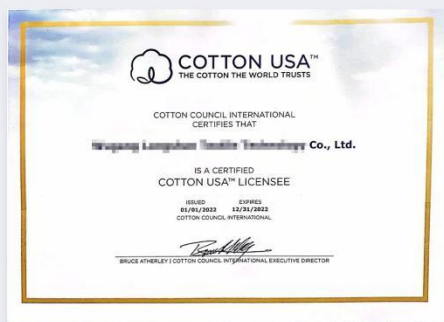 COTTON USA™
THE COTTON THE WORLD TRUSTS
COTTON COUNCIL INTERNATIONAL
CERTIFIES THAT
Co., Ltd.
IS A CERTIFIED
COTTON USA™ LICENSEE
ISSUED EXPIRES
01/01/2022 12/31/2022
COTTON COUNCIL INTERNATIONAL
BRUCE ATHERLEY | COTTON COUNCIL INTERNATIONAL EXECUTIVE DIRECTOR